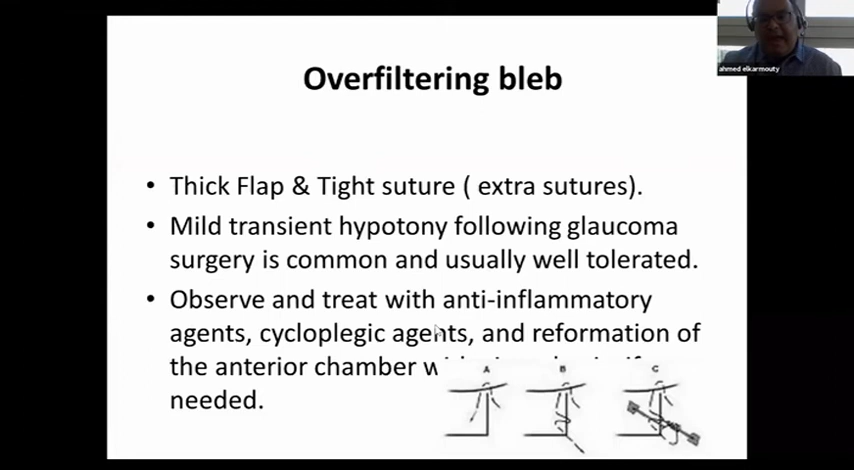 ahmed elkarmouty
Overfiltering bleb
• Thick Flap & Tight suture ( extra sutures).
• Mild transient hypotony following glaucoma
surgery is common and usually well tolerated.
• Observe and treat with anti-inflammatory
agents, cycloplegic agents, and reformation of
the anterior chamber
needed.
A B C